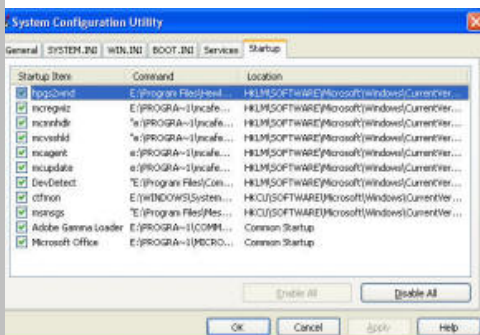 System Configuration Utility
General SYSTEM.INI WIN.INI BOOT.INI Services Startup
Startup Item Command Location
hpgs2wnd E:\Program Files\Hewl... HKLM\SOFTWARE\Microsoft\Windows\CurrentVer...
mcregwiz E:\PROGRA~1\mcafe... HKLM\SOFTWARE\Microsoft\Windows\CurrentVer...
mcmnhdlr "e:\PROGRA~1\mcafe... HKLM\SOFTWARE\Microsoft\Windows\CurrentVer...
mcvsshld "e:\PROGRA~1\mcafe... HKLM\SOFTWARE\Microsoft\Windows\CurrentVer...
mcagent e:\PROGRA~1\mcafe... HKLM\SOFTWARE\Microsoft\Windows\CurrentVer...
mcupdate e:\PROGRA~1\mcafe... HKLM\SOFTWARE\Microsoft\Windows\CurrentVer...
DevDetect "E:\Program Files\Com... HKLM\SOFTWARE\Microsoft\Windows\CurrentVer...
ctfmon E:\WINDOWS\System... HKCU\SOFTWARE\Microsoft\Windows\CurrentVer...
msmsgs "E:\Program Files\Mes... HKCU\SOFTWARE\Microsoft\Windows\CurrentVer...
Adobe Gamma Loader E:\PROGRA~1\COMM... Common Startup
Microsoft Office E:\PROGRA~1\MICRO... Common Startup
Enable All Disable All
OK Cancel Apply Help